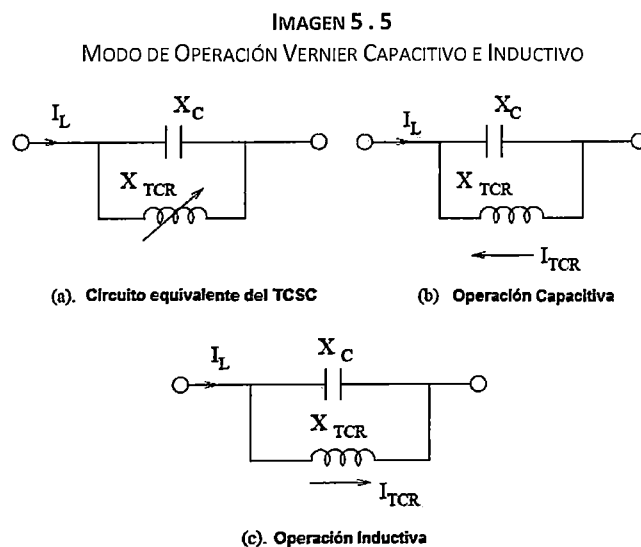 IMAGEN 5 . 5
MODO DE OPERACIÓN VERNIER CAPACITIVO E INDUCTIVO
I_L
X_C
X_TCR
(a). Circuito equivalente del TCSC
I_L
X_C
X_TCR
I_TCR
(b) Operación Capacitiva
I_L
X_C
X_TCR
I_TCR
(c). Operación Inductiva